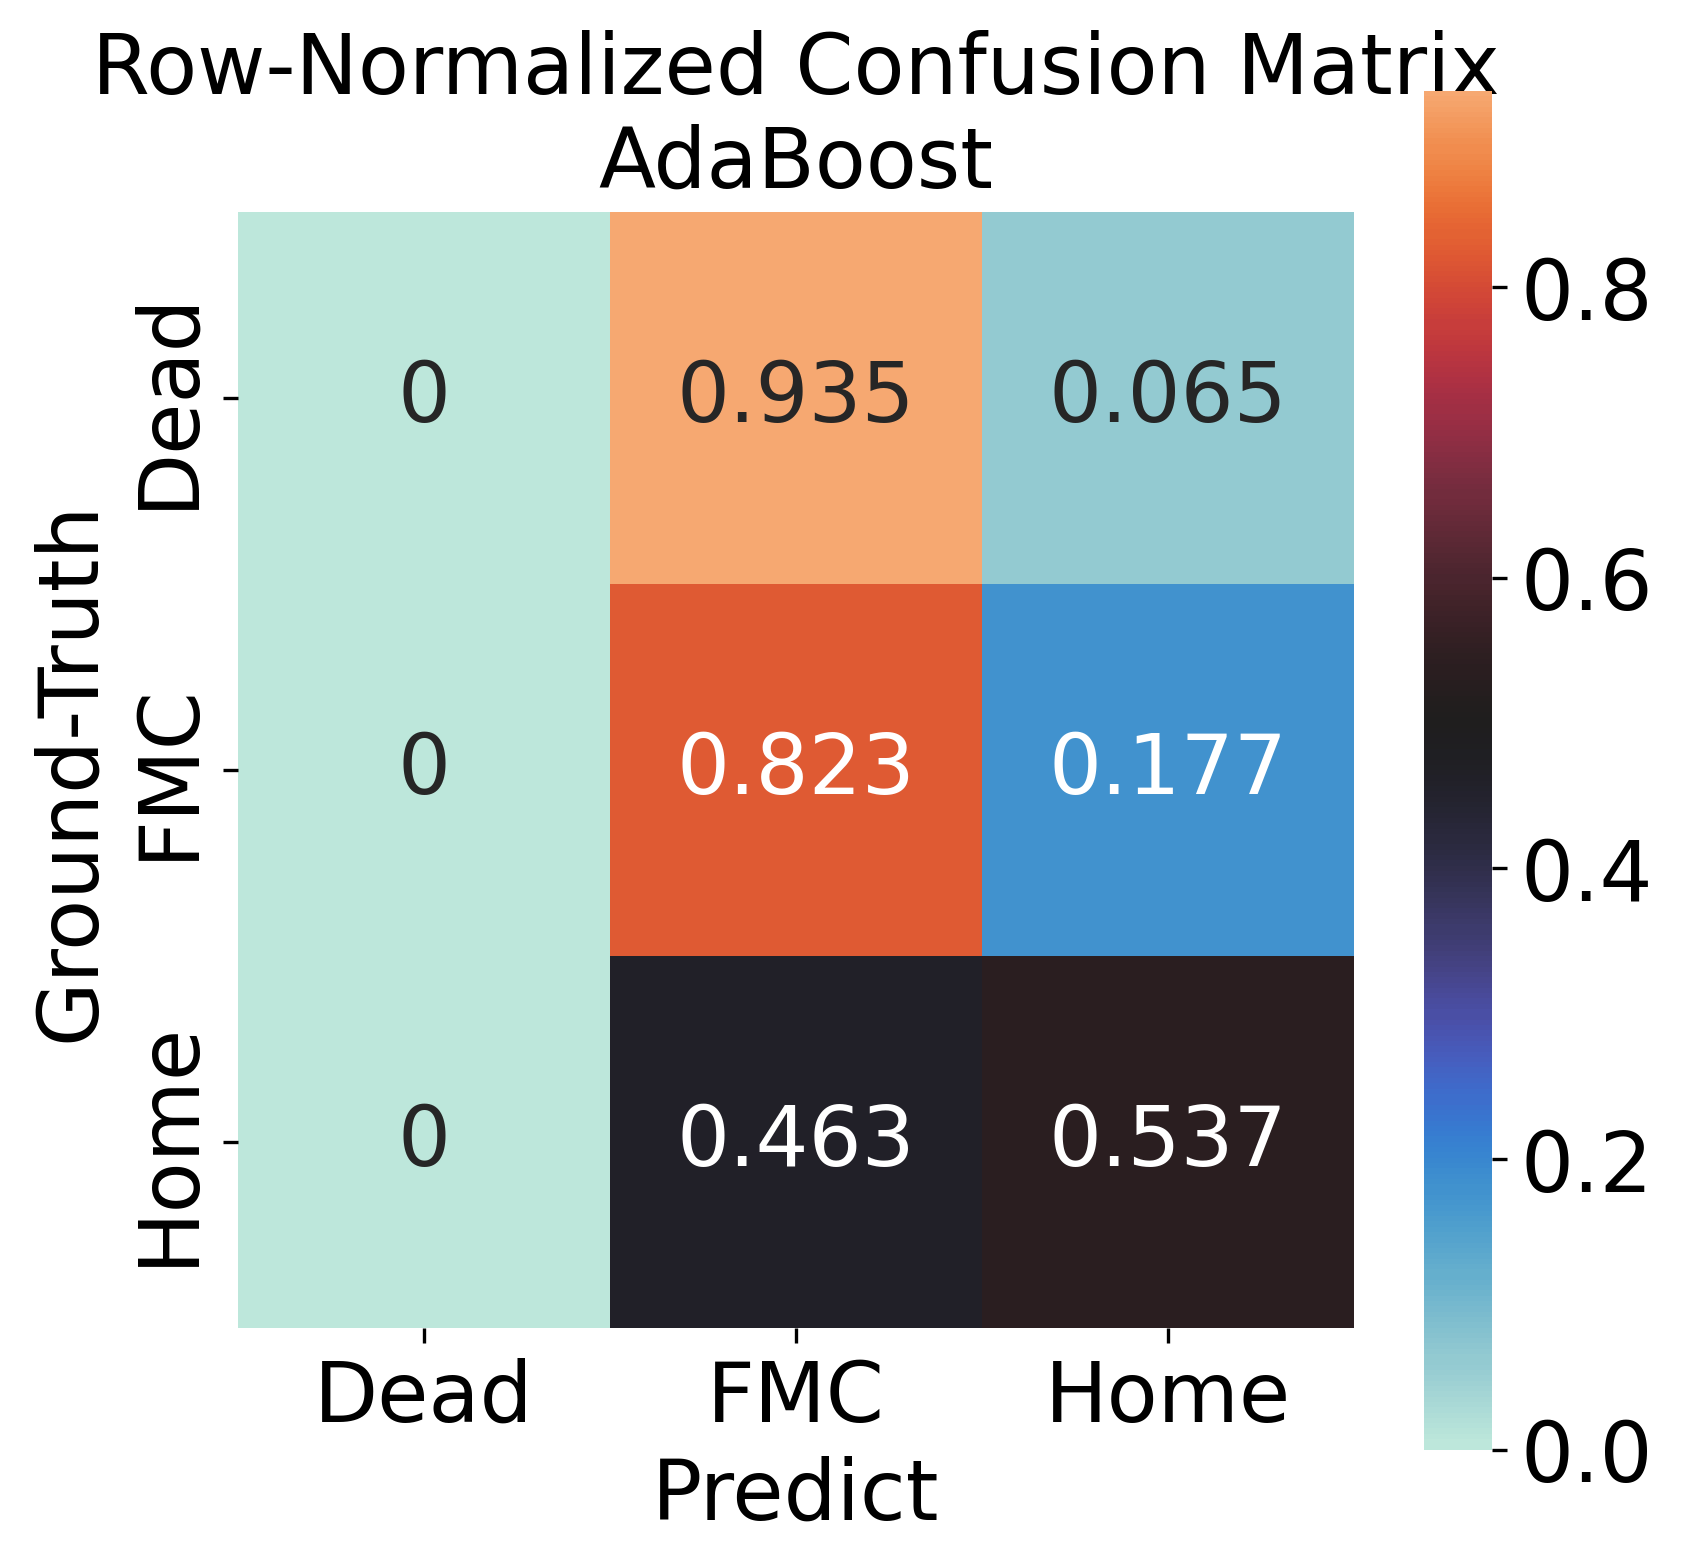 Row-Normalized Confusion Matrix
AdaBoost
Ground-Truth
Dead
0
0.935
0.065
FMC
0
0.823
0.177
Home
0
0.463
0.537
Dead
FMC
Home
Predict
0.8
0.6
0.4
0.2
0.0